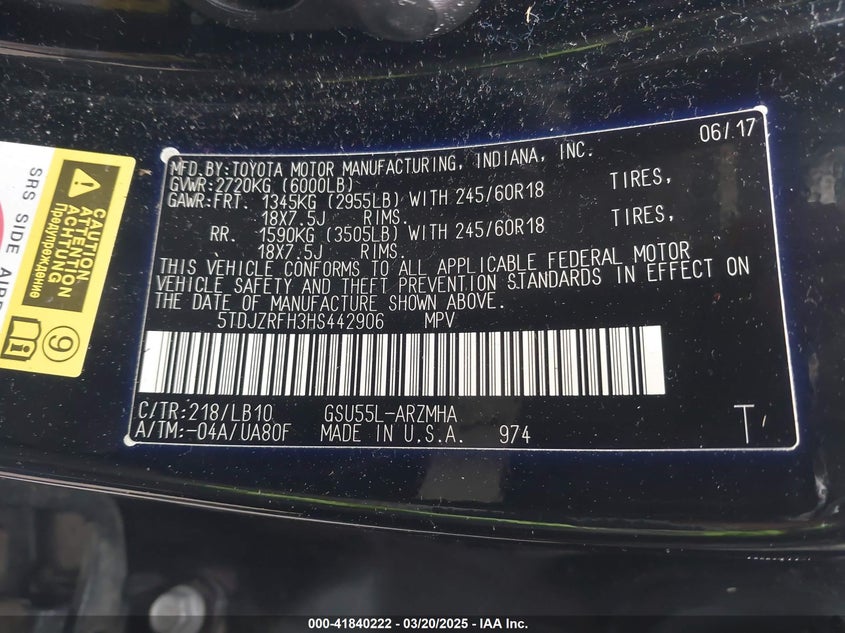 06/17
MFD.BY:TOYOTA MOTOR MANUFACTURING, INDIANA, INC.
GVWR:2720KG (6000LB)
GAWR:FRT. 1345KG (2955LB) WITH 245/60R18 TIRES,
18X7.5J RIMS.
RR. 1590KG (3505LB) WITH 245/60R18 TIRES,
18X7.5J RIMS.
THIS VEHICLE CONFORMS TO ALL APPLICABLE FEDERAL MOTOR
VEHICLE SAFETY AND THEFT PREVENTION STANDARDS IN EFFECT ON
THE DATE OF MANUFACTURE SHOWN ABOVE.
5TDJZRFH3HS442906 MPV
C/TR:218/LB10 GSU55L-ARZMHA
A/TM:-04A/UA80F MADE IN U.S.A. 974 T
SRS SIDE
CAUTION
ATTENTION
ACHTUNG
Предупреждение
9
000-41840222 — 03/20/2025 — IAA Inc.